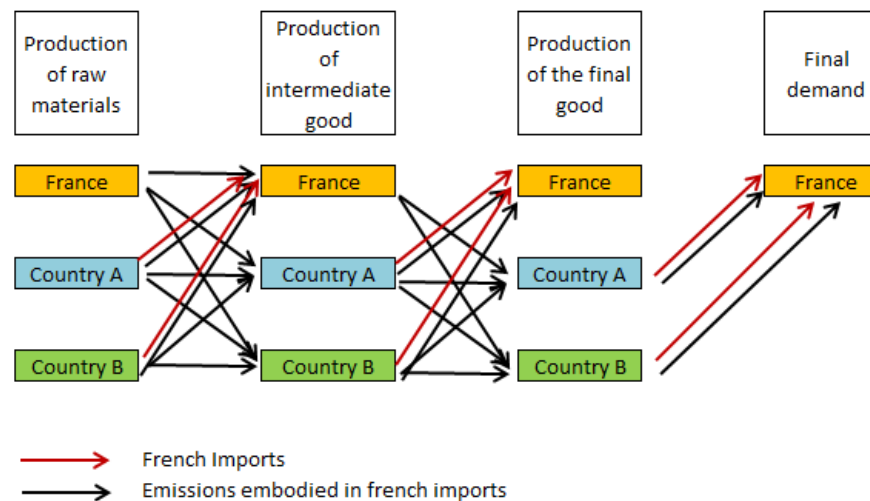 Production
of raw
materials
Production
of
intermediate
good
Production
of the final
good
Final
demand
France
France
France
France
Country A
Country A
Country A
Country B
Country B
Country B
French Imports
Emissions embodied in french imports